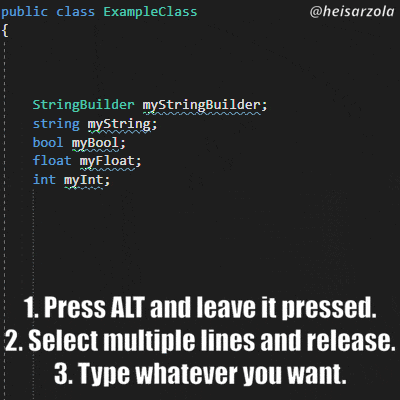 public class ExampleClass
@heisarzola
{
StringBuilder myStringBuilder;
string myString;
bool myBool;
float myFloat;
int myInt;
1. Press ALT and leave it pressed.
2. Select multiple lines and release.
3. Type whatever you want.